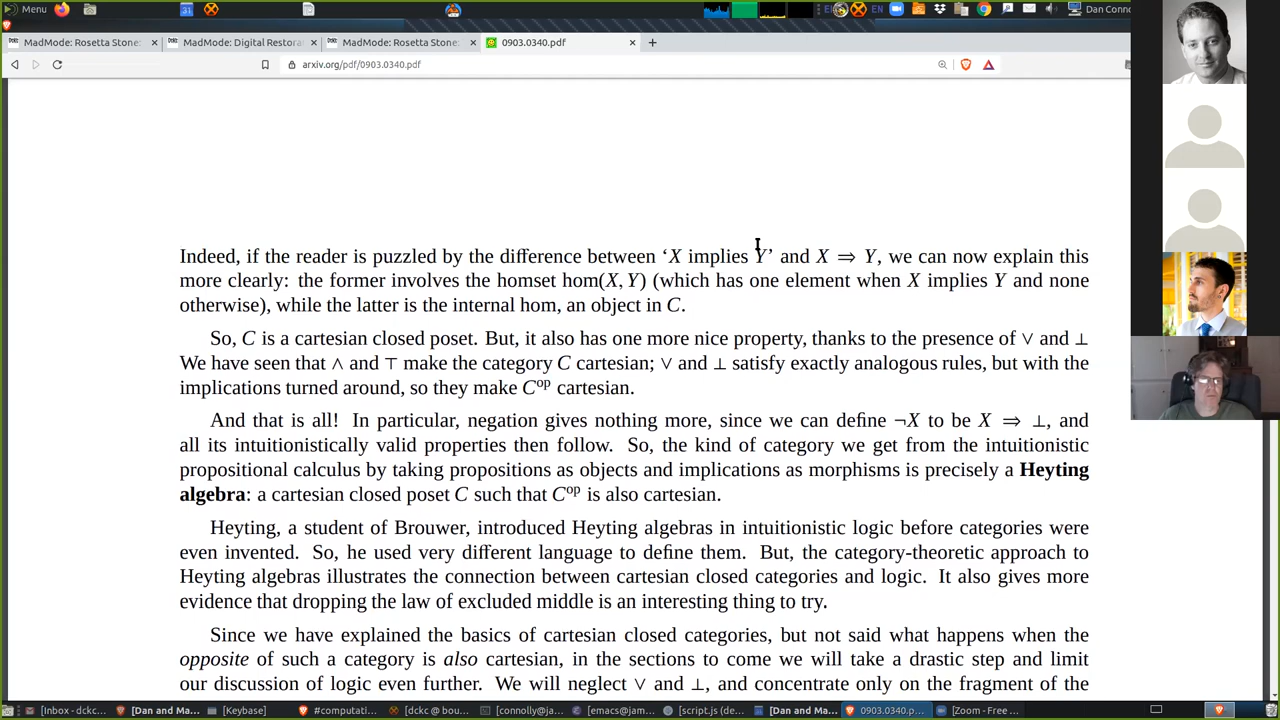 Menu
31
EN
EN
Dan Conno
MadMode: Rosetta Stone:
MadMode: Digital Restora
MadMode: Rosetta Stone:
0903.0340.pdf
arxiv.org/pdf/0903.0340.pdf
Indeed, if the reader is puzzled by the difference between ‘X implies Y’ and X ⇒ Y, we can now explain this
more clearly: the former involves the homset hom(X, Y) (which has one element when X implies Y and none
otherwise), while the latter is the internal hom, an object in C.
So, C is a cartesian closed poset. But, it also has one more nice property, thanks to the presence of ∨ and ⊥
We have seen that ∧ and ⊤ make the category C cartesian; ∨ and ⊥ satisfy exactly analogous rules, but with the
implications turned around, so they make Cᵒᵖ cartesian.
And that is all! In particular, negation gives nothing more, since we can define ¬X to be X ⇒ ⊥, and
all its intuitionistically valid properties then follow. So, the kind of category we get from the intuitionistic
propositional calculus by taking propositions as objects and implications as morphisms is precisely a Heyting
algebra: a cartesian closed poset C such that Cᵒᵖ is also cartesian.
Heyting, a student of Brouwer, introduced Heyting algebras in intuitionistic logic before categories were
even invented. So, he used very different language to define them. But, the category-theoretic approach to
Heyting algebras illustrates the connection between cartesian closed categories and logic. It also gives more
evidence that dropping the law of excluded middle is an interesting thing to try.
Since we have explained the basics of cartesian closed categories, but not said what happens when the
opposite of such a category is also cartesian, in the sections to come we will take a drastic step and limit
our discussion of logic even further. We will neglect ∨ and ⊥, and concentrate only on the fragment of the
[Inbox - dckc...
[Dan and Ma...
[Keybase]
[#computati...
[dckc @ bou...
[connolly@ja...
[emacs@jam...
[script.js (de...
[Dan and Ma...
0903.0340.p...
[Zoom - Free ...